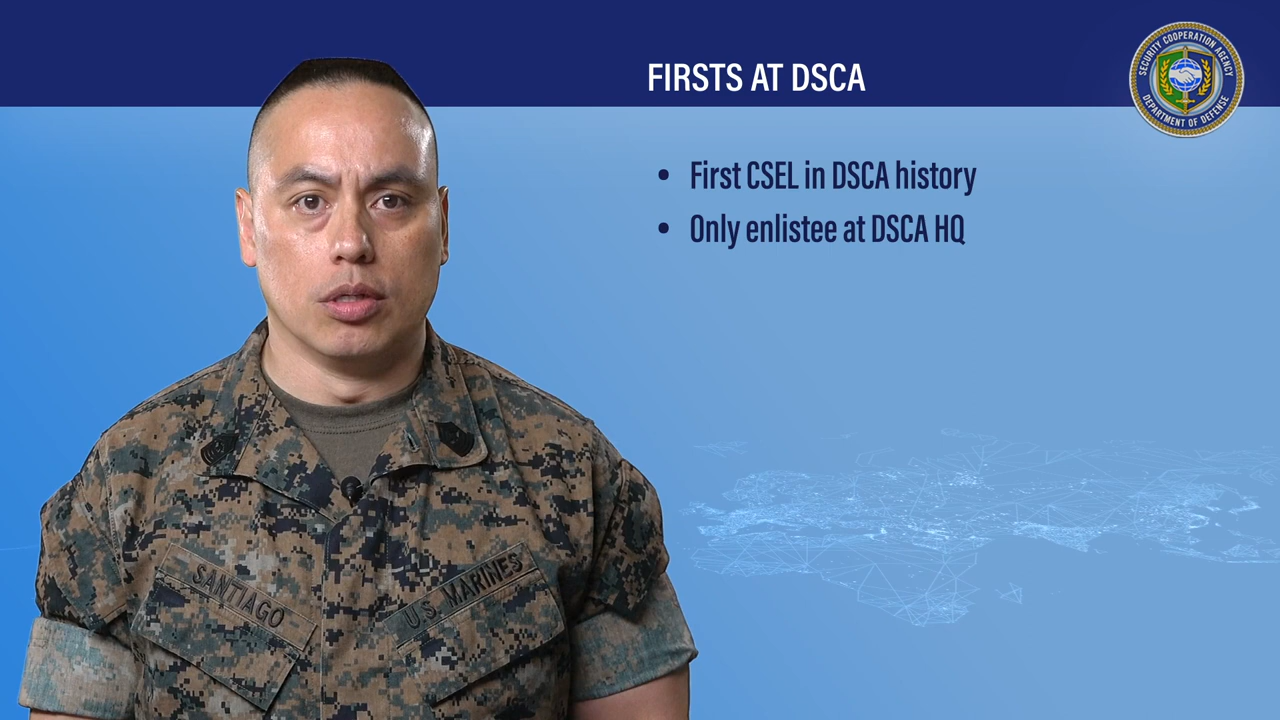 FIRSTS AT DSCA
SECURITY COOPERATION AGENCY
DEPARTMENT OF DEFENSE
• First CSEL in DSCA history
• Only enlistee at DSCA HQ
SANTIAGO
U.S. MARINES